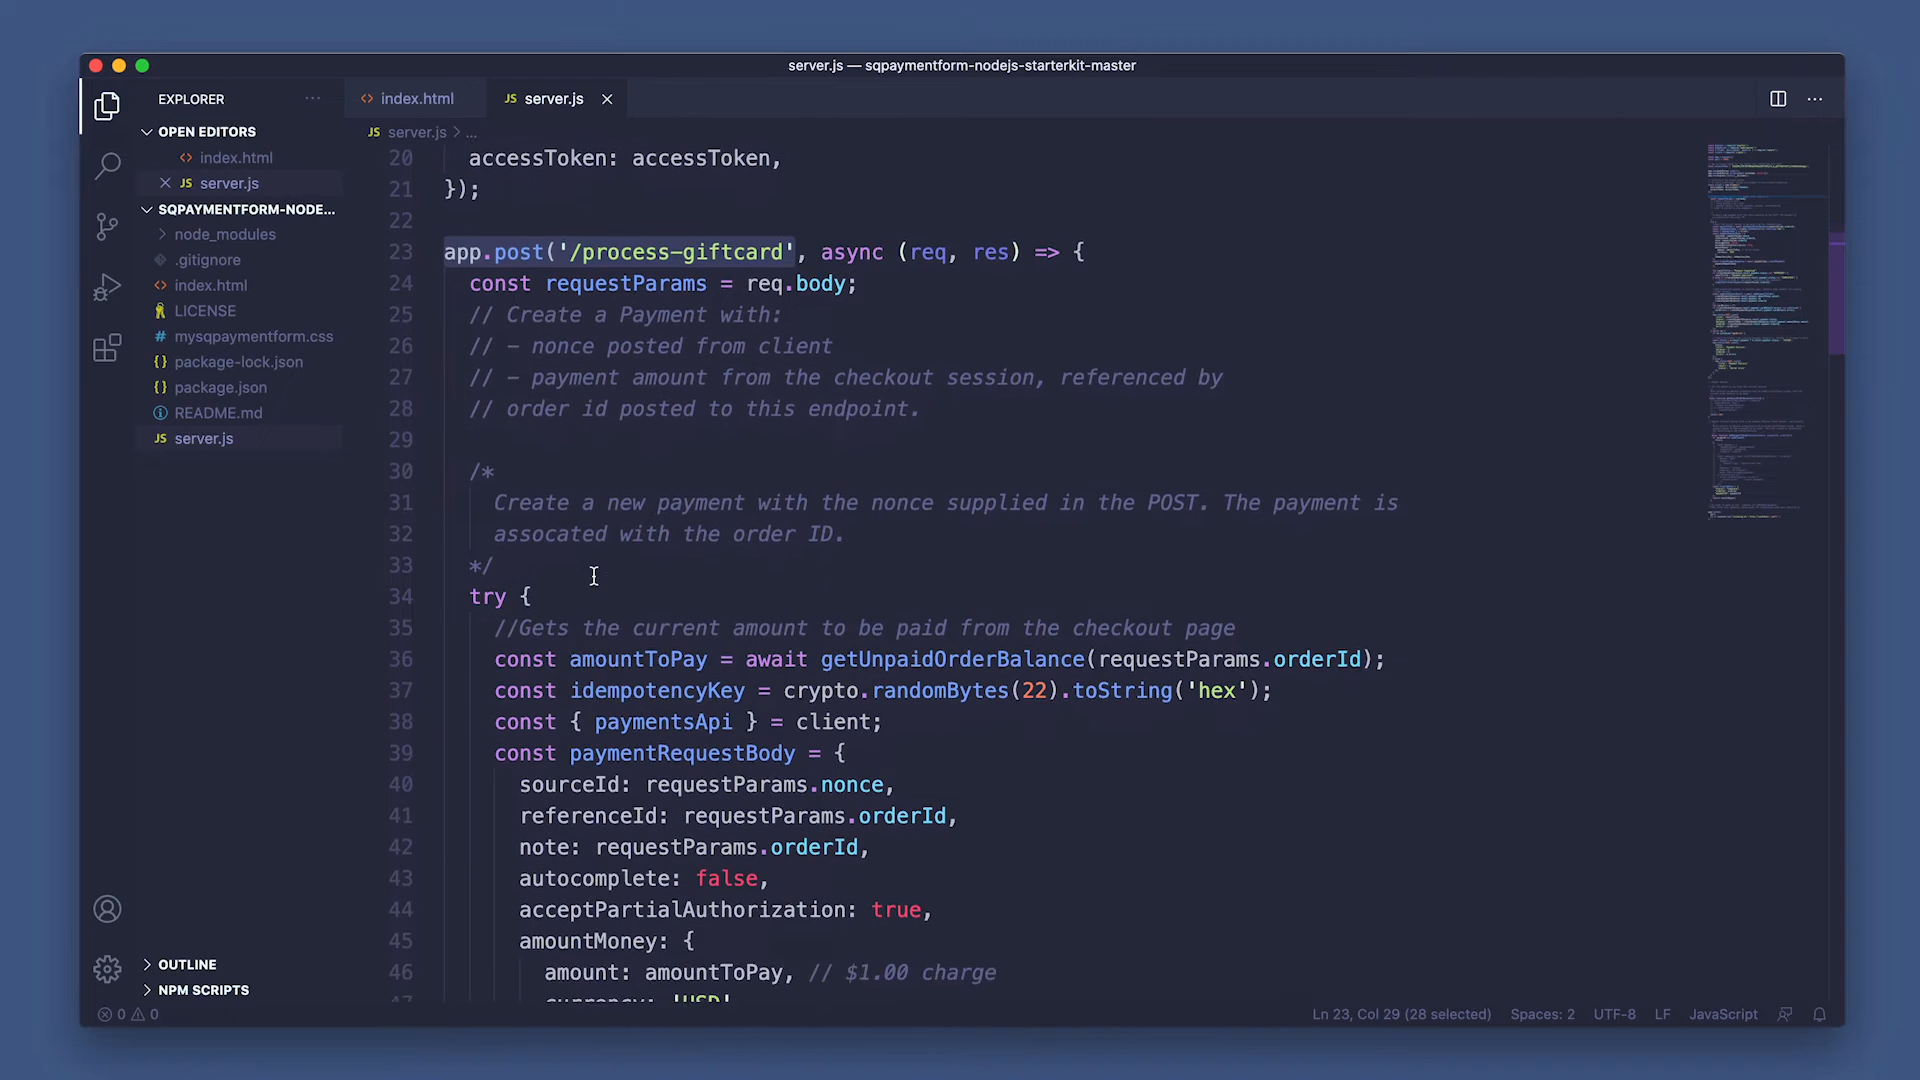 server.js — sqpaymentform-nodejs-starterkit-master
EXPLORER
OPEN EDITORS
index.html
JS server.js
SQPAYMENTFORM-NODE...
node_modules
.gitignore
index.html
LICENSE
# mysqpaymentform.css
{} package-lock.json
{} package.json
README.md
JS server.js
OUTLINE
NPM SCRIPTS
index.html
JS server.js
JS server.js > ...
20 accessToken: accessToken,
21 });
22
23 app.post('/process-giftcard', async (req, res) => {
24 const requestParams = req.body;
25 // Create a Payment with:
26 // - nonce posted from client
27 // - payment amount from the checkout session, referenced by
28 // order id posted to this endpoint.
29
30 /*
31 Create a new payment with the nonce supplied in the POST. The payment is
32 assocated with the order ID.
33 */
34 try {
35 //Gets the current amount to be paid from the checkout page
36 const amountToPay = await getUnpaidOrderBalance(requestParams.orderId);
37 const idempotencyKey = crypto.randomBytes(22).toString('hex');
38 const { paymentsApi } = client;
39 const paymentRequestBody = {
40 sourceId: requestParams.nonce,
41 referenceId: requestParams.orderId,
42 note: requestParams.orderId,
43 autocomplete: false,
44 acceptPartialAuthorization: true,
45 amountMoney: {
46 amount: amountToPay, // $1.00 charge
47 currency: 'USD'
0 0
Ln 23, Col 29 (28 selected)
Spaces: 2
UTF-8
LF
JavaScript